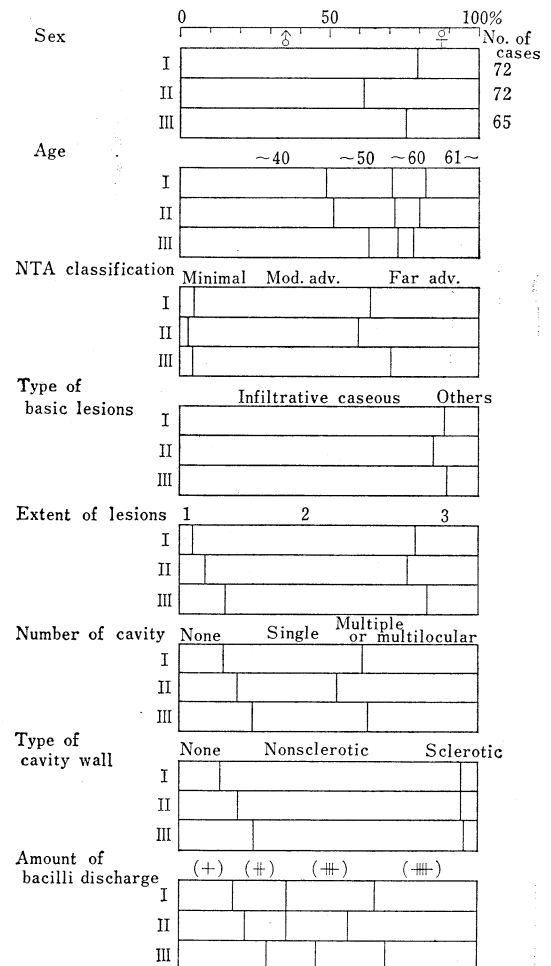 0 50 100%
Sex ♂ ♀ No. of cases
I 72
II 72
III 65
Age ~40 ~50 ~60 61~
I
II
III
NTA classification Minimal Mod. adv. Far adv.
I
II
III
Type of
basic lesions Infiltrative caseous Others
I
II
III
Extent of lesions 1 2 3
I
II
III
Number of cavity None Single Multiple or multilocular
I
II
III
Type of
cavity wall None Nonsclerotic Sclerotic
I
II
III
Amount of
bacilli discharge (+) (⧺) (⧻) (卌)
I
II
III